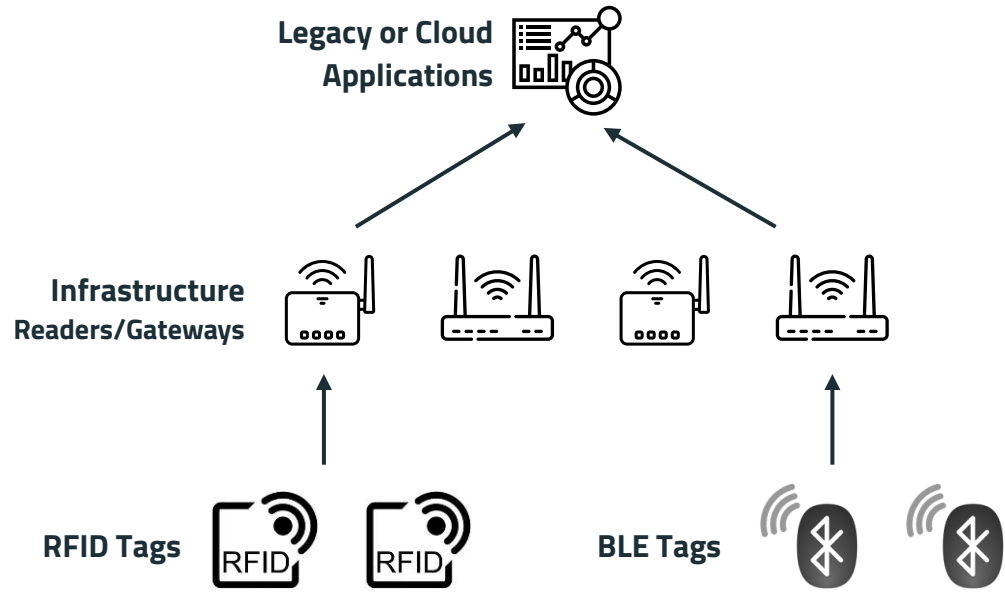 Legacy or Cloud
Applications
Infrastructure
Readers/Gateways
RFID Tags
RFID
RFID
BLE Tags